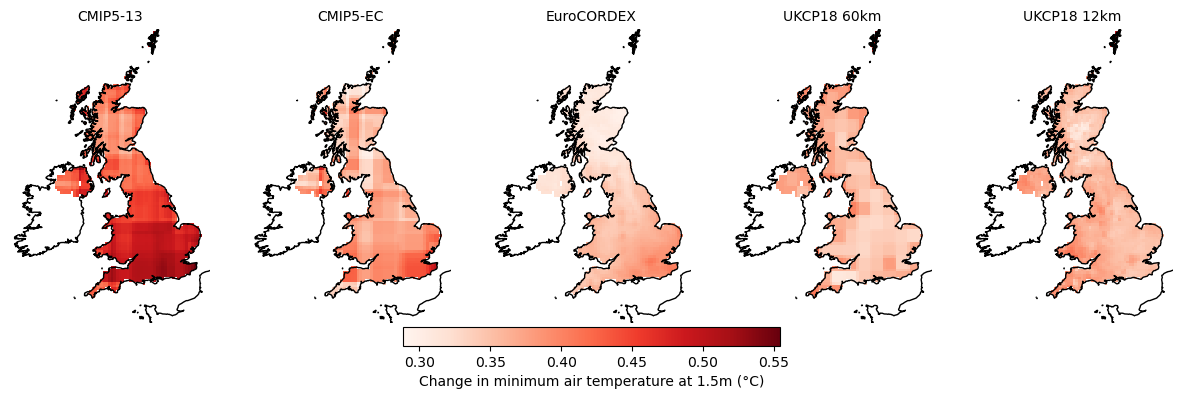 CMIP5-13
CMIP5-EC
EuroCORDEX
UKCP18 60km
UKCP18 12km
0.30 0.35 0.40 0.45 0.50 0.55
Change in minimum air temperature at 1.5m (°C)